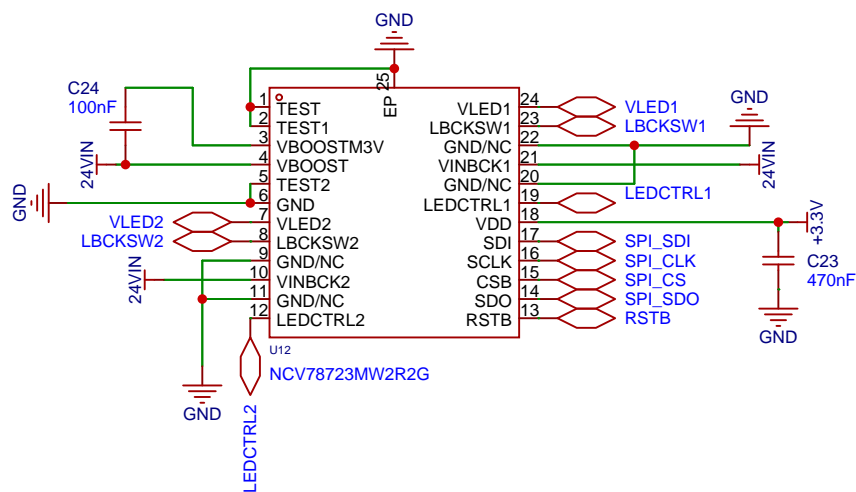 GND
C24
100nF
24VIN
GND
EP
25
1 TEST
2 TEST1
3 VBOOSTM3V
4 VBOOST
5 TEST2
6 GND
7 VLED2
8 LBCKSW2
9 GND/NC
10 VINBCK2
11 GND/NC
12 LEDCTRL2
VLED1 24
LBCKSW1 23
GND/NC 22
VINBCK1 21
GND/NC 20
LEDCTRL1 19
VDD 18
SDI 17
SCLK 16
CSB 15
SDO 14
RSTB 13
VLED2
LBCKSW2
24VIN
GND
LEDCTRL2
U12
NCV78723MW2R2G
VLED1
LBCKSW1
GND
24VIN
LEDCTRL1
+3.3V
SPI_SDI
SPI_CLK
SPI_CS
SPI_SDO
RSTB
C23
470nF
GND